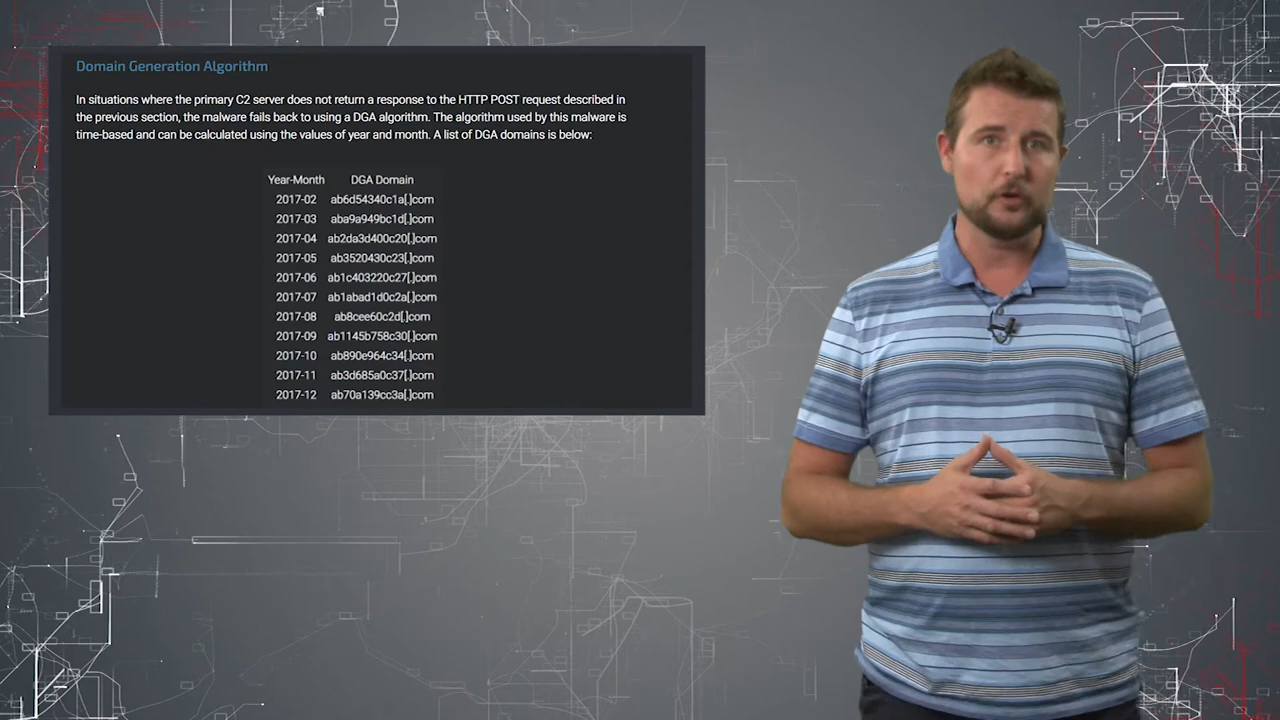 Domain Generation Algorithm
In situations where the primary C2 server does not return a response to the HTTP POST request described in
the previous section, the malware fails back to using a DGA algorithm. The algorithm used by this malware is
time-based and can be calculated using the values of year and month. A list of DGA domains is below:
Year-Month DGA Domain
2017-02 ab6d54340c1a[.]com
2017-03 aba9a949bc1d[.]com
2017-04 ab2da3d400c20[.]com
2017-05 ab3520430c23[.]com
2017-06 ab1c403220c27[.]com
2017-07 ab1abad1d0c2a[.]com
2017-08 ab8cee60c2d[.]com
2017-09 ab1145b758c30[.]com
2017-10 ab890e964c34[.]com
2017-11 ab3d685a0c37[.]com
2017-12 ab70a139cc3a[.]com